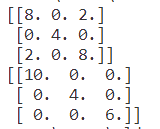 [[8. 0. 2.]
 [0. 4. 0.]
 [2. 0. 8.]]
[[10.  0.  0.]
 [ 0.  4.  0.]
 [ 0.  0.  6.]]